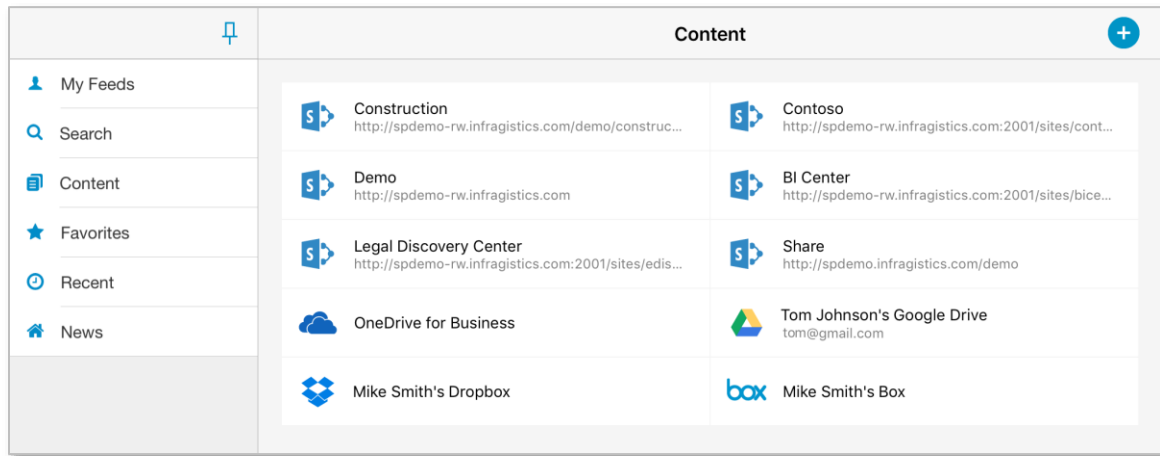 Content
My Feeds
Search
Content
Favorites
Recent
News
Construction
http://spdemo-rw.infragistics.com/demo/construc...
Contoso
http://spdemo-rw.infragistics.com:2001/sites/cont...
Demo
http://spdemo-rw.infragistics.com
BI Center
http://spdemo-rw.infragistics.com:2001/sites/bice...
Legal Discovery Center
http://spdemo-rw.infragistics.com:2001/sites/edis...
Share
http://spdemo.infragistics.com/demo
OneDrive for Business
Tom Johnson's Google Drive
tom@gmail.com
Mike Smith's Dropbox
box
Mike Smith's Box